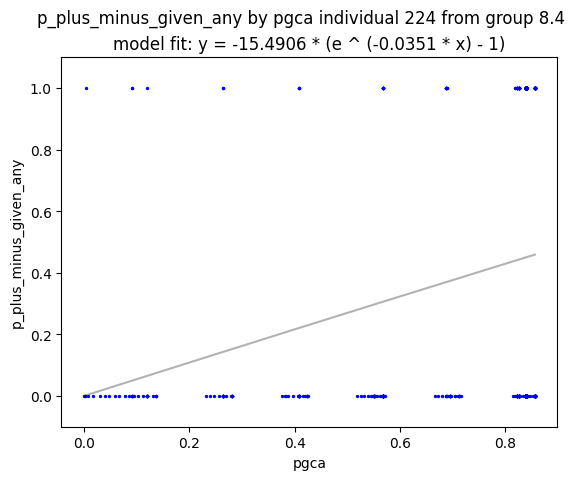 p_plus_minus_given_any by pgca individual 224 from group 8.4
model fit: y = -15.4906 * (e ^ (-0.0351 * x) - 1)
1.0
0.8
0.6
0.4
0.2
0.0
p_plus_minus_given_any
0.0 0.2 0.4 0.6 0.8
pgca